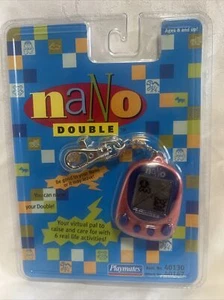 Ages 8 and up!
naNo
DOUBLE
You can
your Double!
Your virtual pal to
raise and care for with
6 real life activities!
naNo
Playmates